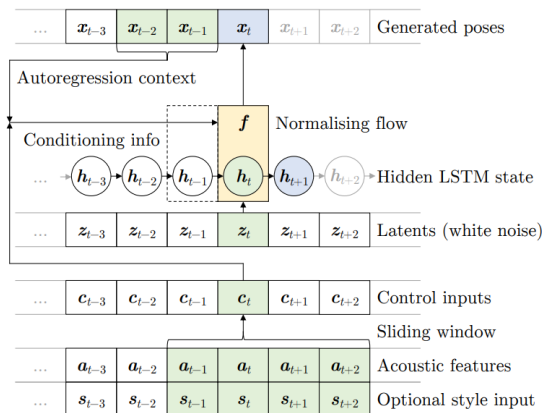 ... x_{t−3} x_{t−2} x_{t−1} x_t x_{t+1} x_{t+2} Generated poses
Autoregression context
f Normalising flow
Conditioning info
... h_{t−3} h_{t−2} h_{t−1} h_t h_{t+1} h_{t+2} Hidden LSTM state
... z_{t−3} z_{t−2} z_{t−1} z_t z_{t+1} z_{t+2} Latents (white noise)
... c_{t−3} c_{t−2} c_{t−1} c_t c_{t+1} c_{t+2} Control inputs
Sliding window
... a_{t−3} a_{t−2} a_{t−1} a_t a_{t+1} a_{t+2} Acoustic features
... s_{t−3} s_{t−2} s_{t−1} s_t s_{t+1} s_{t+2} Optional style input